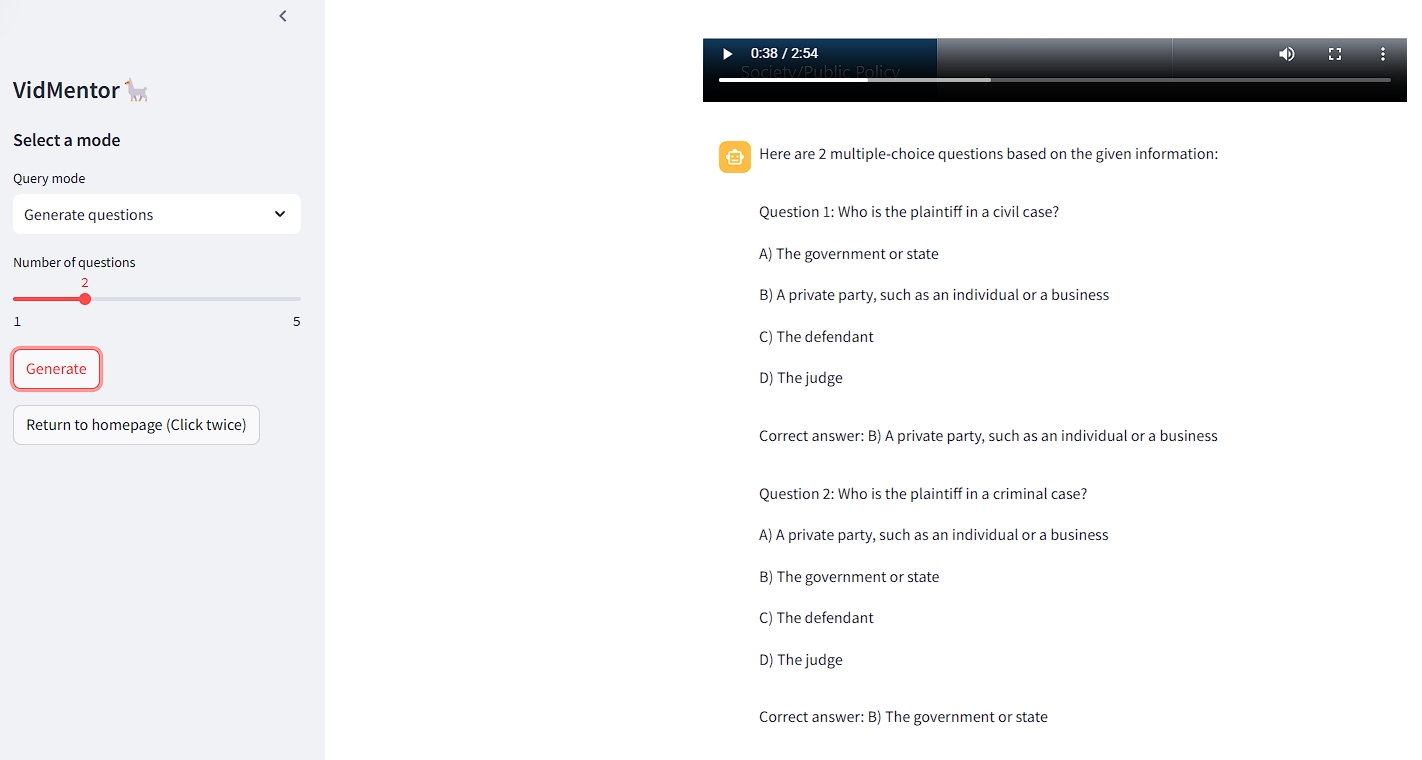 VidMentor 🦙
Select a mode
Query mode
Generate questions
Number of questions
2
1 5
Generate
Return to homepage (Click twice)
0:38 / 2:54
Society/Public Policy
Here are 2 multiple-choice questions based on the given information:
Question 1: Who is the plaintiff in a civil case?
A) The government or state
B) A private party, such as an individual or a business
C) The defendant
D) The judge
Correct answer: B) A private party, such as an individual or a business
Question 2: Who is the plaintiff in a criminal case?
A) A private party, such as an individual or a business
B) The government or state
C) The defendant
D) The judge
Correct answer: B) The government or state